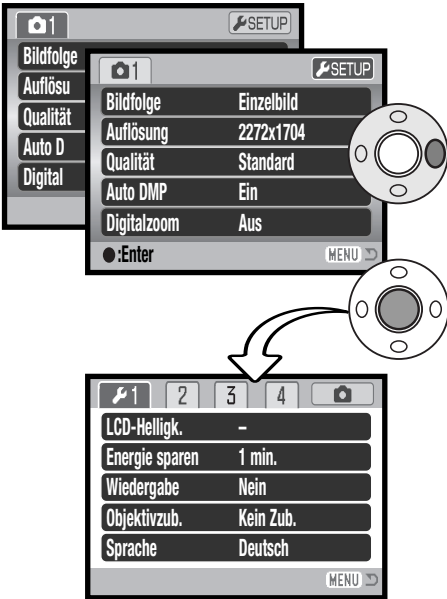 1 SETUP
Bildfolge
Auflösu
Qualität
Auto D
Digital
1 SETUP
Bildfolge Einzelbild
Auflösung 2272x1704
Qualität Standard
Auto DMP Ein
Digitalzoom Aus
:Enter MENU
1 2 3 4
LCD-Helligk. –
Energie sparen 1 min.
Wiedergabe Nein
Objektivzub. Kein Zub.
Sprache Deutsch
MENU